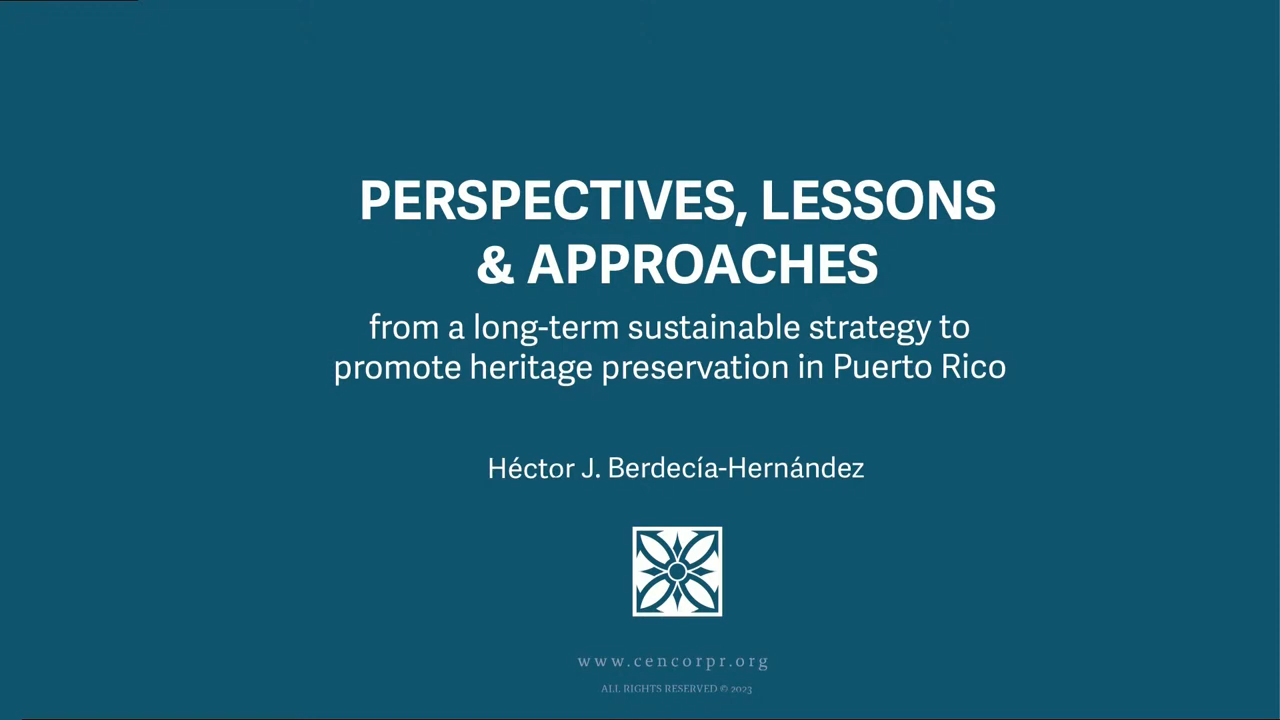 PERSPECTIVES, LESSONS
& APPROACHES
from a long-term sustainable strategy to
promote heritage preservation in Puerto Rico
Héctor J. Berdecía-Hernández
www.cencorpr.org
ALL RIGHTS RESERVED © 2023